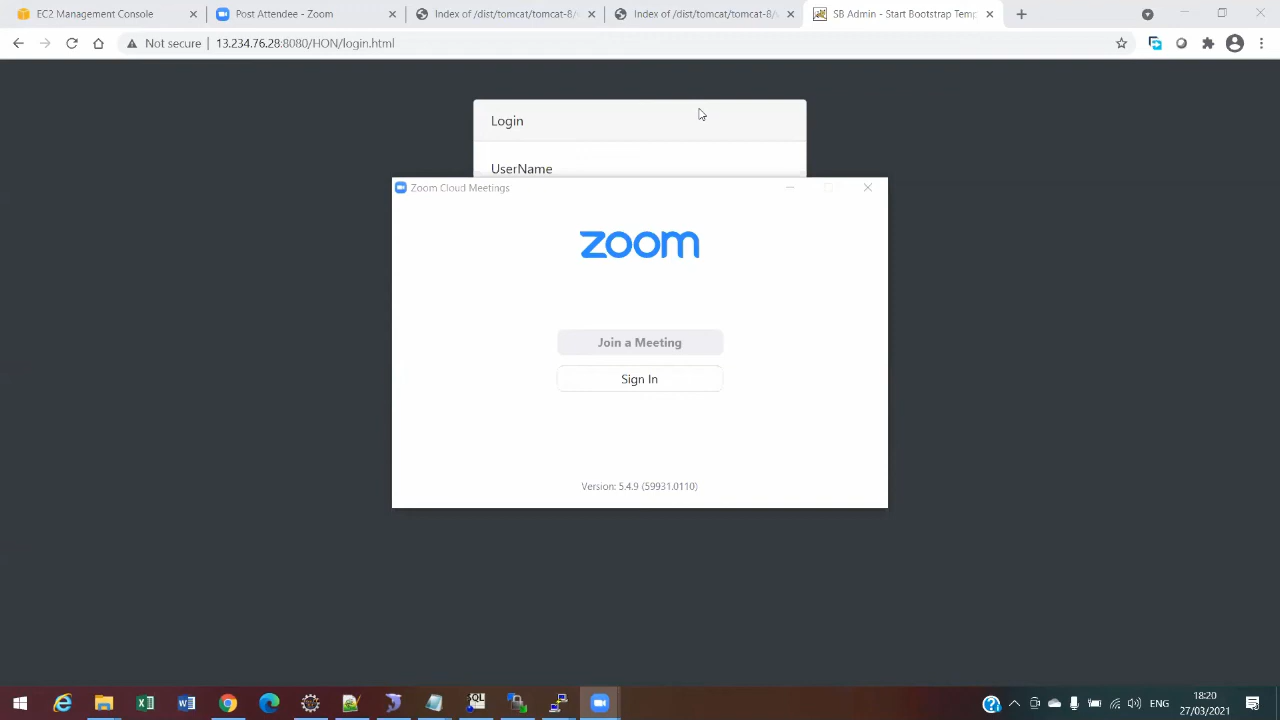 EC2 Management Console
Post Attendee - Zoom
Index of /dist/tomcat/tomcat-8/v
Index of /dist/tomcat/tomcat-8/v
SB Admin - Start Bootstrap Temp
Not secure
13.234.76.28:8080/HON/login.html
Login
UserName
Zoom Cloud Meetings
zoom
Join a Meeting
Sign In
Version: 5.4.9 (59931.0110)
ENG
18:20
27/03/2021